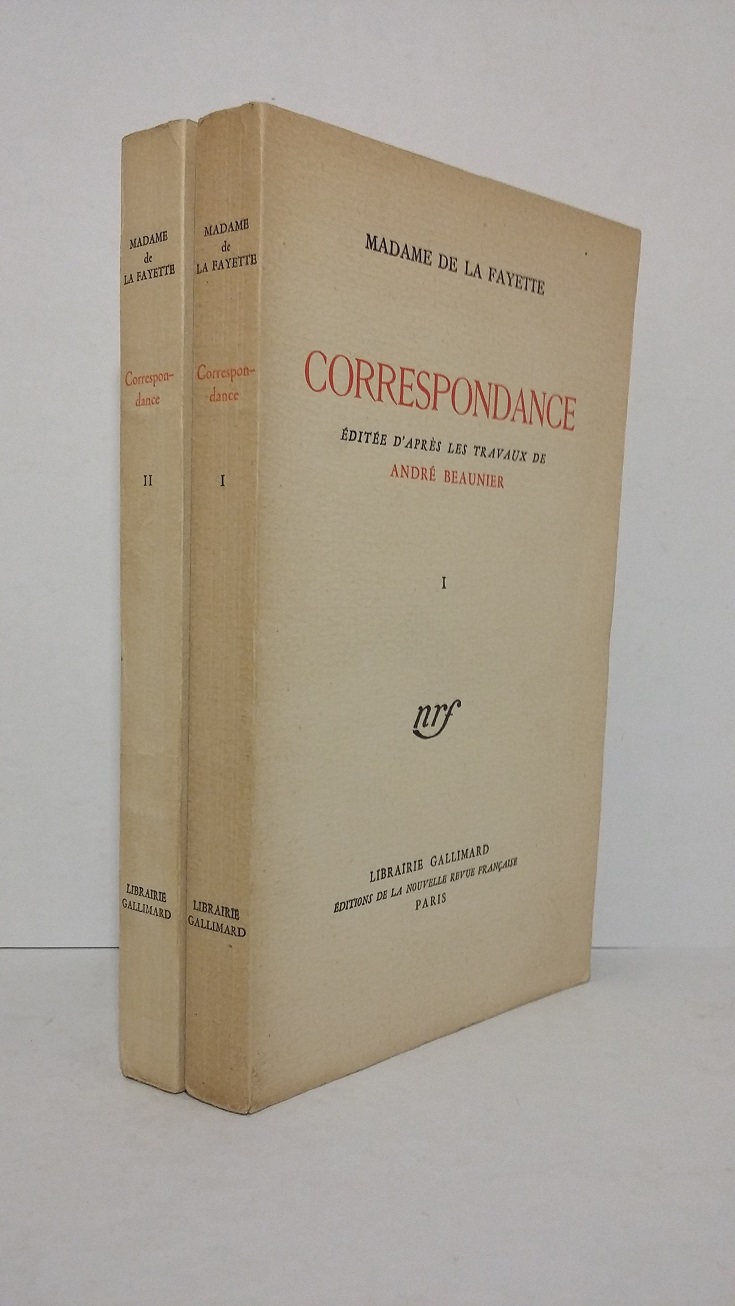 MADAME
de
LA FAYETTE
Correspon-
dance
II
LIBRAIRIE
GALLIMARD
MADAME
de
LA FAYETTE
Correspon-
dance
I
LIBRAIRIE
GALLIMARD
MADAME DE LA FAYETTE
CORRESPONDANCE
ÉDITÉE D'APRÈS LES TRAVAUX DE
ANDRÉ BEAUNIER
I
nrf
LIBRAIRIE GALLIMARD
ÉDITIONS DE LA NOUVELLE REVUE FRANÇAISE
PARIS